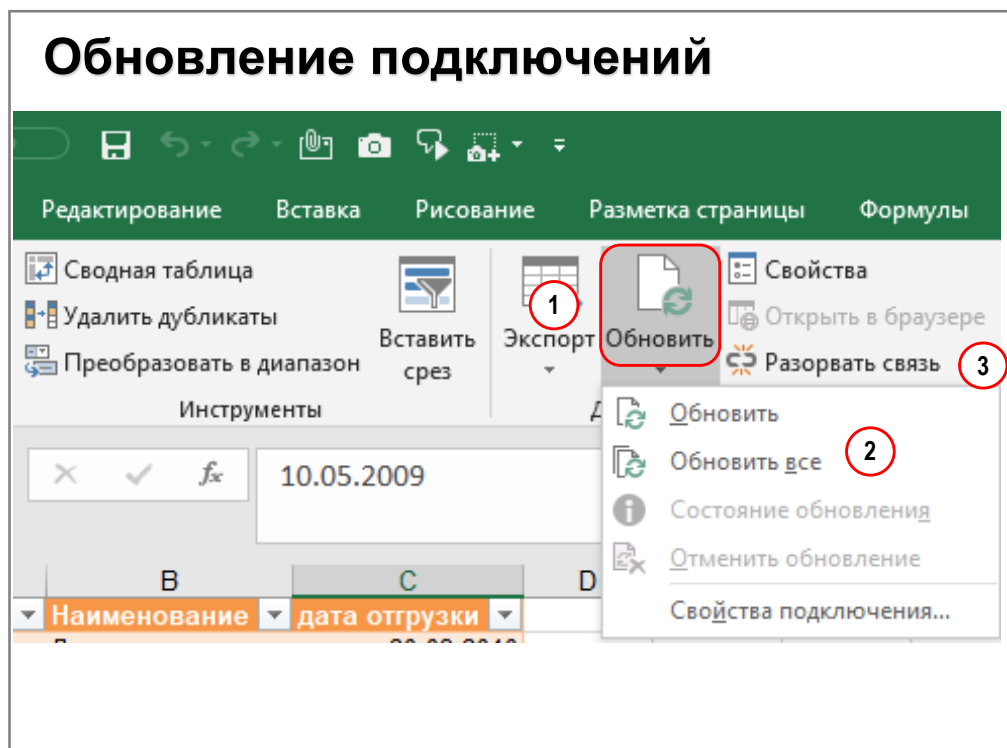 Обновление подключений
Редактирование Вставка Рисование Разметка страницы Формулы
Сводная таблица
Удалить дубликаты
Преобразовать в диапазон
Инструменты
Вставить
срез
Экспорт
1
Обновить
Свойства
Открыть в браузере
Разорвать связь
3
Обновить
Обновить все
2
Состояние обновления
Отменить обновление
Свойства подключения...
fx 10.05.2009
B C D
Наименование дата отгрузки